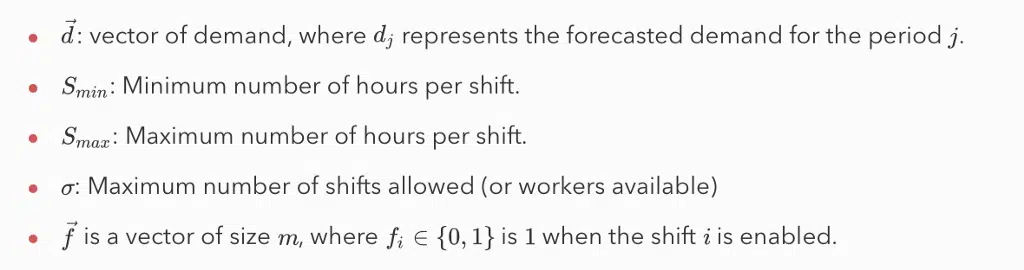 • $\vec{d}$: vector of demand, where $d_j$ represents the forecasted demand for the period $j$.
• $S_{min}$: Minimum number of hours per shift.
• $S_{max}$: Maximum number of hours per shift.
• $\sigma$: Maximum number of shifts allowed (or workers available)
• $\vec{f}$ is a vector of size $m$, where $f_i \in \{0, 1\}$ is $1$ when the shift $i$ is enabled.